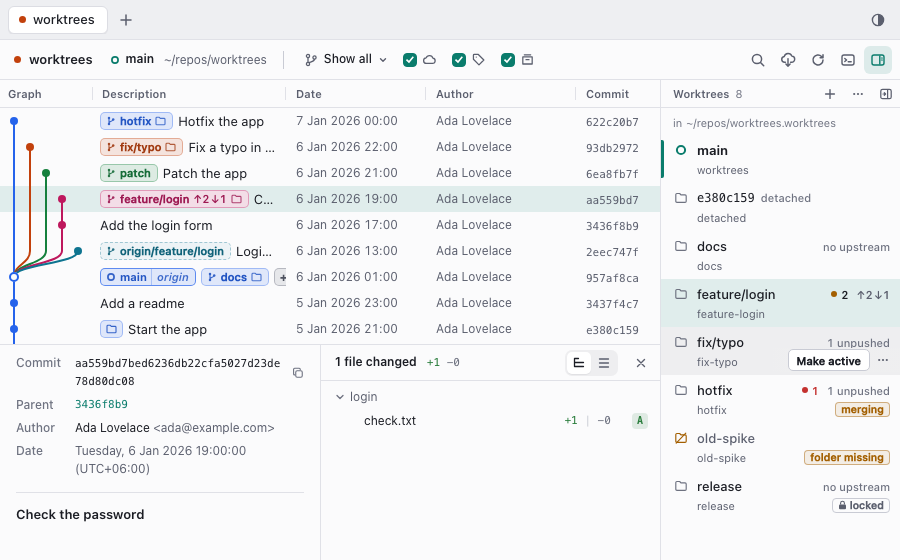 worktrees
worktrees main ~/repos/worktrees Show all
Graph Description Date Author Commit
hotfix Hotfix the app 7 Jan 2026 00:00 Ada Lovelace 622c20b7
fix/typo Fix a typo in ... 6 Jan 2026 22:00 Ada Lovelace 93db2972
patch Patch the app 6 Jan 2026 21:00 Ada Lovelace 6ea8fb7f
feature/login ↑2↓1 C... 6 Jan 2026 19:00 Ada Lovelace aa559bd7
Add the login form 6 Jan 2026 17:00 Ada Lovelace 3436f8b9
origin/feature/login Logi... 6 Jan 2026 13:00 Ada Lovelace 2eec747f
main origin docs + 6 Jan 2026 01:00 Ada Lovelace 957af8ca
Add a readme 5 Jan 2026 23:00 Ada Lovelace 3437f4c7
Start the app 5 Jan 2026 21:00 Ada Lovelace e380c159
Commit aa559bd7bed6236db22cfa5027d23de
78d80dc08
Parent 3436f8b9
Author Ada Lovelace <ada@example.com>
Date Tuesday, 6 Jan 2026 19:00:00
(UTC+06:00)
Check the password
1 file changed +1 −0
login
check.txt +1 | −0 A
Worktrees 8
in ~/repos/worktrees.worktrees
main
worktrees
e380c159 detached
detached
docs no upstream
docs
feature/login 2 ↑2↓1
feature-login
fix/typo 1 unpushed
fix-typo Make active
hotfix 1 1 unpushed
hotfix merging
old-spike
old-spike folder missing
release no upstream
release locked